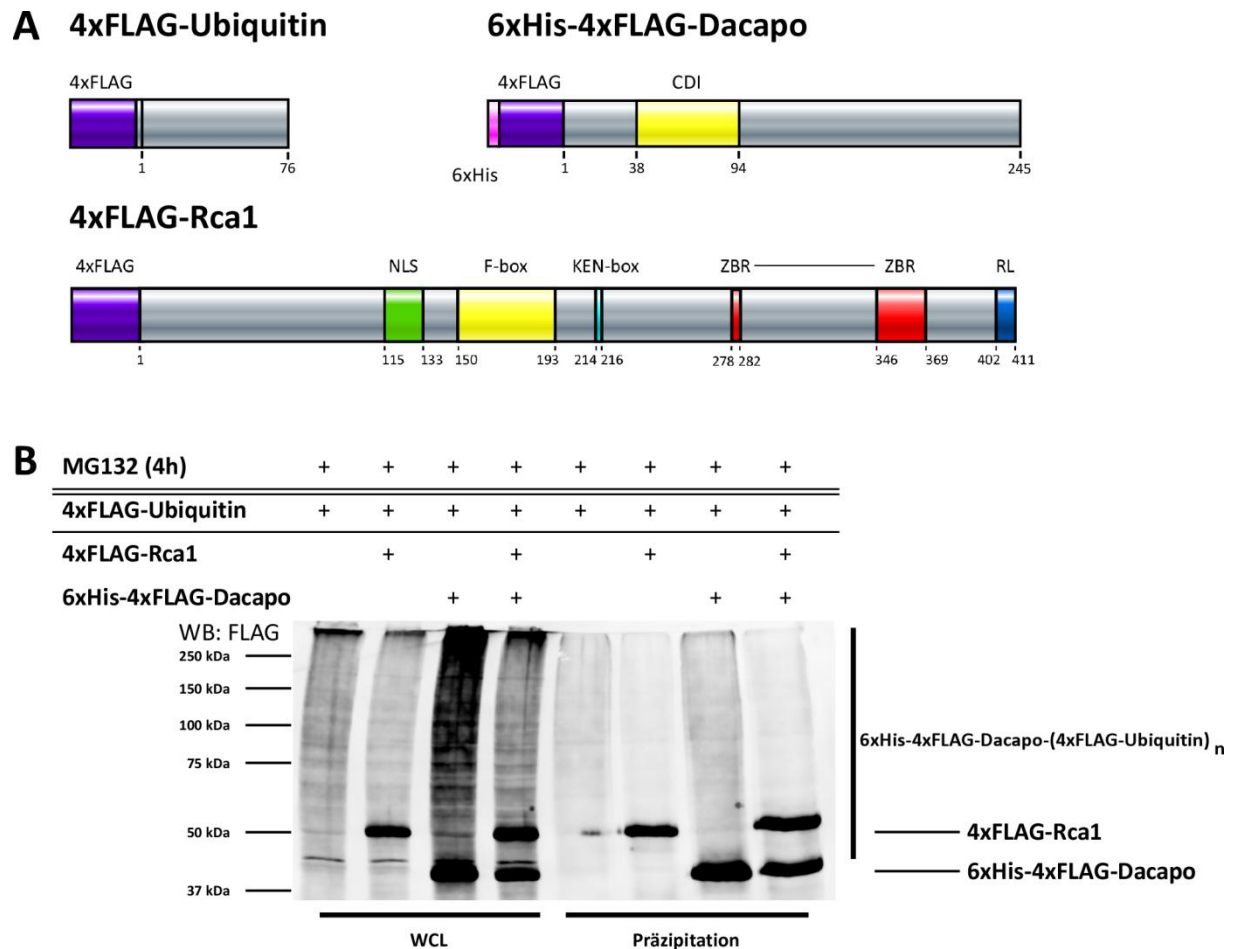 A 4xFLAG-Ubiquitin 6xHis-4xFLAG-Dacapo
4xFLAG
1 76
4xFLAG CDI
6xHis 1 38 94 245
4xFLAG-Rca1
4xFLAG NLS F-box KEN-box ZBR ZBR RL
1 115 133 150 193 214 216 278 282 346 369 402 411
B MG132 (4h) + + + + + + + +
4xFLAG-Ubiquitin + + + + + + + +
4xFLAG-Rca1 + + + +
6xHis-4xFLAG-Dacapo + + + +
WB: FLAG
250 kDa
150 kDa
100 kDa
75 kDa
50 kDa
37 kDa
6xHis-4xFLAG-Dacapo-(4xFLAG-Ubiquitin) n
4xFLAG-Rca1
6xHis-4xFLAG-Dacapo
WCL Präzipitation